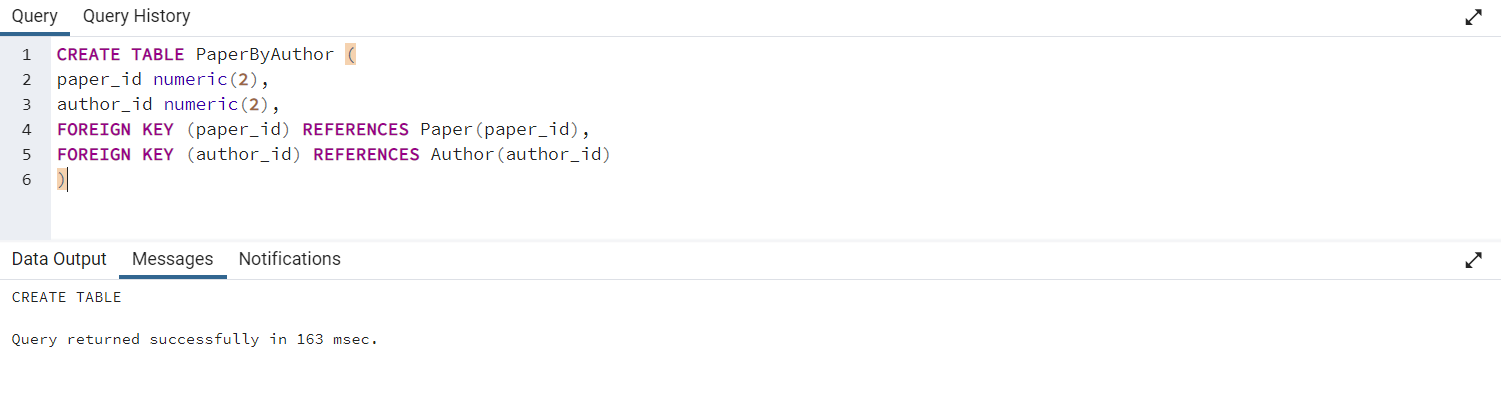 Query Query History
1 CREATE TABLE PaperByAuthor (
2 paper_id numeric(2),
3 author_id numeric(2),
4 FOREIGN KEY (paper_id) REFERENCES Paper(paper_id),
5 FOREIGN KEY (author_id) REFERENCES Author(author_id)
6 )
Data Output Messages Notifications
CREATE TABLE
Query returned successfully in 163 msec.